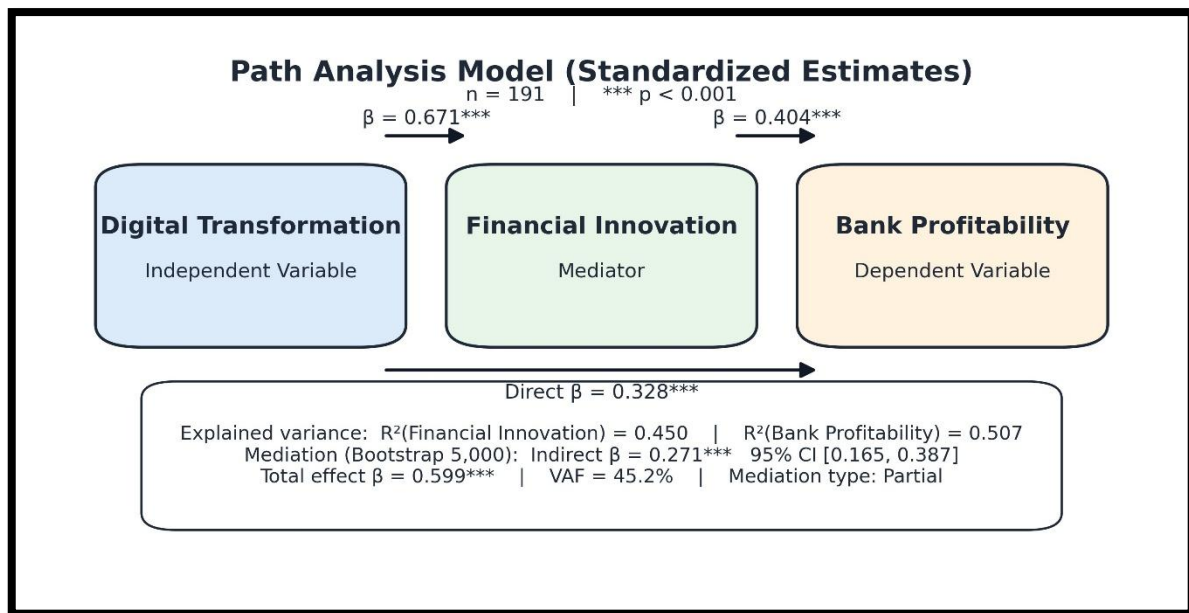 Path Analysis Model (Standardized Estimates)
n = 191 | *** p < 0.001
β = 0.671*** β = 0.404***
Digital Transformation Financial Innovation Bank Profitability
Independent Variable Mediator Dependent Variable
Direct β = 0.328***
Explained variance: R²(Financial Innovation) = 0.450 | R²(Bank Profitability) = 0.507
Mediation (Bootstrap 5,000): Indirect β = 0.271*** 95% CI [0.165, 0.387]
Total effect β = 0.599*** | VAF = 45.2% | Mediation type: Partial